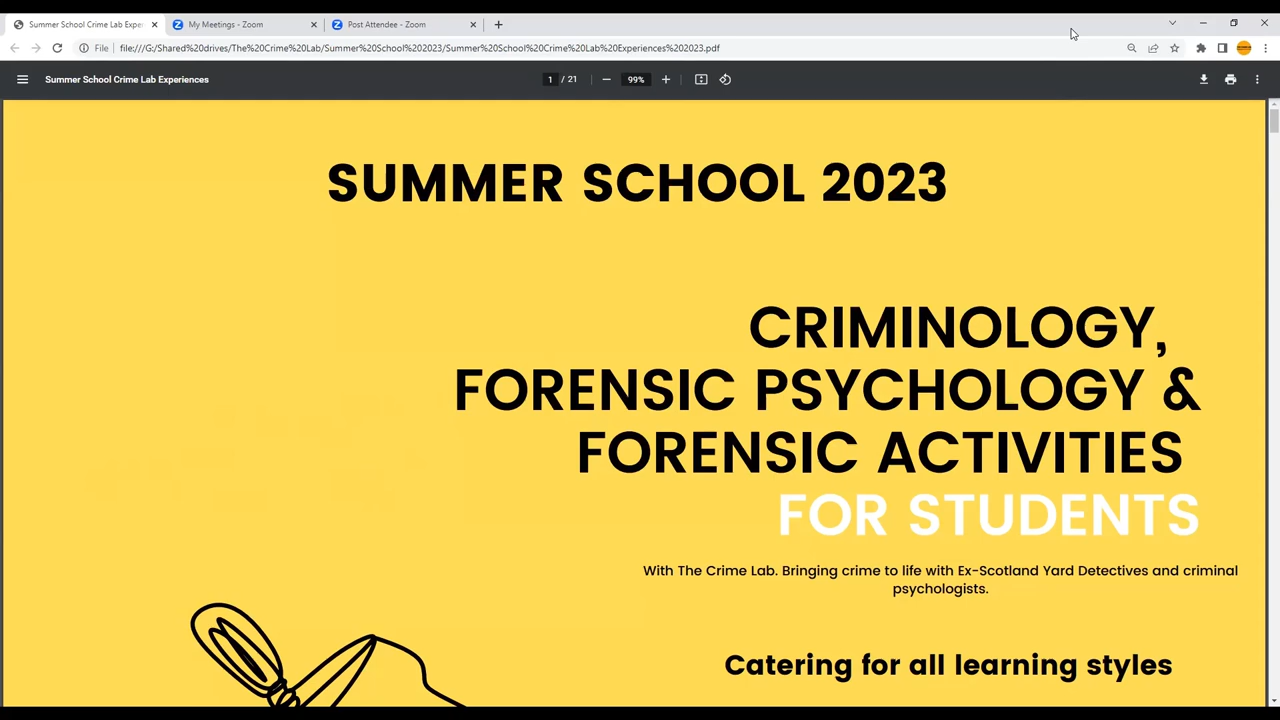 Summer School Crime Lab Expe
My Meetings - Zoom
Post Attendee - Zoom
File
file:///G:/Shared%20drives/The%20Crime%20Lab/Summer%20School%202023/Summer%20School%20Crime%20Lab%20Experiences%202023.pdf
Summer School Crime Lab Experiences
1 / 21
99%
SUMMER SCHOOL 2023
CRIMINOLOGY,
FORENSIC PSYCHOLOGY &
FORENSIC ACTIVITIES
FOR STUDENTS
With The Crime Lab. Bringing crime to life with Ex-Scotland Yard Detectives and criminal
psychologists.
Catering for all learning styles